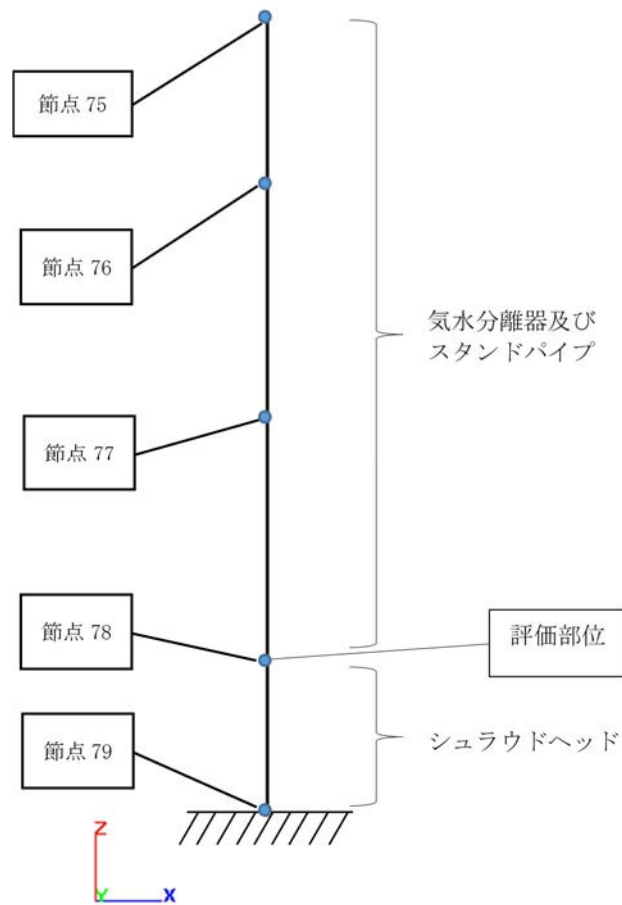 節点 75
節点 76
気水分離器及び
スタンドパイプ
節点 77
節点 78
評価部位
節点 79
シュラウドヘッド
Z
Y
X